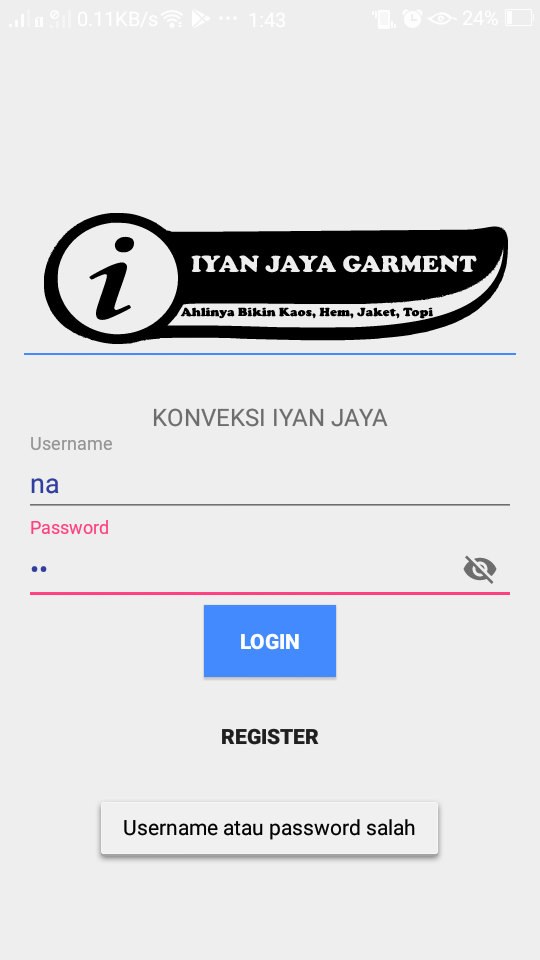 0.11KB/s ... 1:43 24%
i IYAN JAYA GARMENT
Ahlinya Bikin Kaos, Hem, Jaket, Topi
KONVEKSI IYAN JAYA
Username
na
Password
••
LOGIN
REGISTER
Username atau password salah